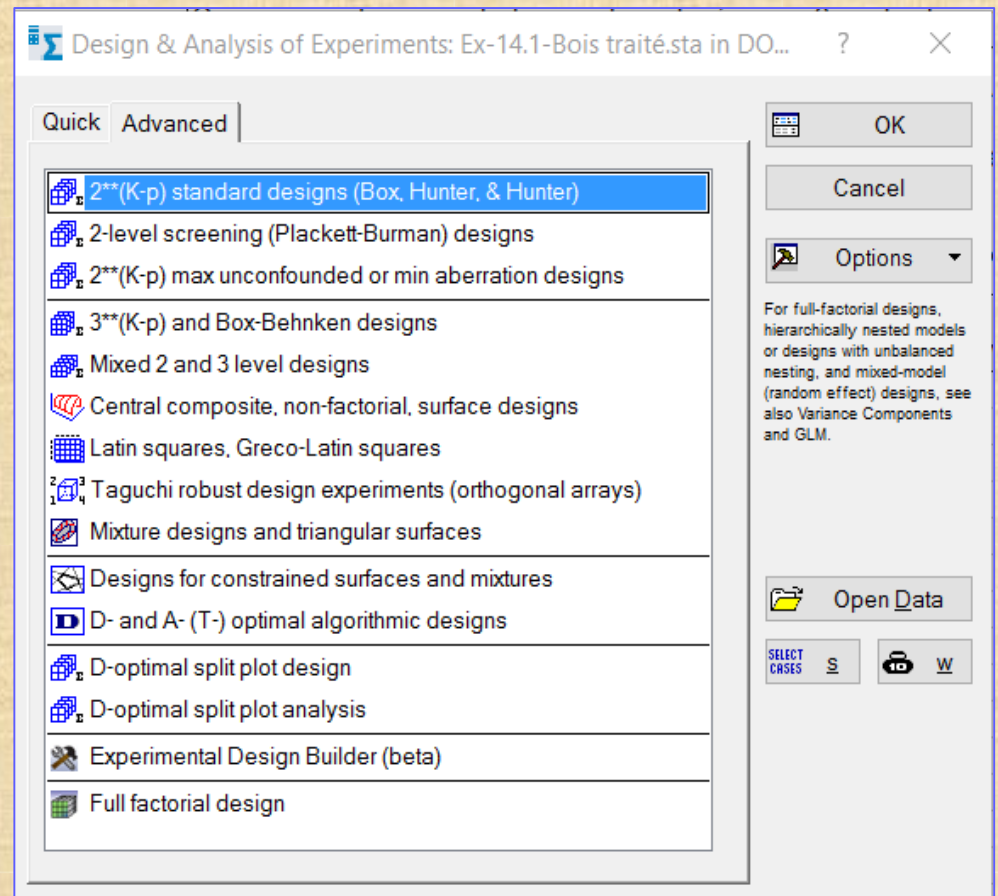 Design & Analysis of Experiments: Ex-14.1-Bois traité.sta in DO... ?
Quick Advanced
2**(K-p) standard designs (Box, Hunter, & Hunter)
2-level screening (Plackett-Burman) designs
2**(K-p) max unconfounded or min aberration designs
3**(K-p) and Box-Behnken designs
Mixed 2 and 3 level designs
Central composite, non-factorial, surface designs
Latin squares, Greco-Latin squares
Taguchi robust design experiments (orthogonal arrays)
Mixture designs and triangular surfaces
Designs for constrained surfaces and mixtures
D- and A- (T-) optimal algorithmic designs
D-optimal split plot design
D-optimal split plot analysis
Experimental Design Builder (beta)
Full factorial design
OK
Cancel
Options
For full-factorial designs,
hierarchically nested models
or designs with unbalanced
nesting, and mixed-model
(random effect) designs, see
also Variance Components
and GLM.
Open Data
SELECT
CASES S
W